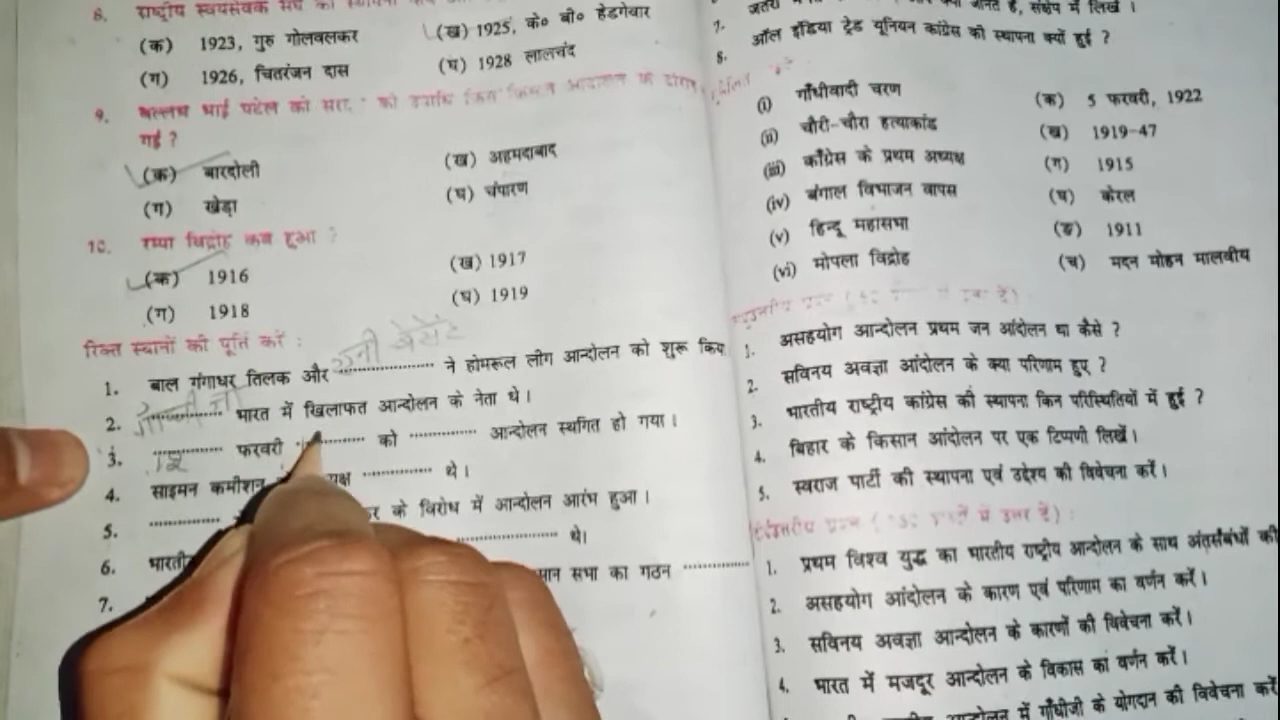 8. राष्ट्रीय स्वयंसेवक संघ की स्थापना कब
(क) 1923, गुरु गोलवलकर (ख) 1925, के० बी० हेडगेवार
(ग) 1926, चितरंजन दास (घ) 1928 लालचंद
9. बल्लभ भाई पटेल को सरदार की उपाधि किस किसान आंदोलन के दौरान
गई ?
(क) बारदोली (ख) अहमदाबाद
(ग) खेड़ा (घ) चंपारण
10. रम्पा विद्रोह कब हुआ ?
(क) 1916 (ख) 1917
(ग) 1918 (घ) 1919
रिक्त स्थानों की पूर्ति करें :
1. बाल गंगाधर तिलक और एनी बेसेंट ने होमरूल लीग आन्दोलन को शुरू किय
2. गाँधी जी भारत में खिलाफत आन्दोलन के नेता थे।
3. 12 फरवरी ............ को ............ आन्दोलन स्थगित हो गया।
4. साइमन कमीशन ............ थे।
5. ............ के विरोध में आन्दोलन आरंभ हुआ।
6. भारती ............ थे।
7. सभा का गठन ............
7. ऑल इंडिया ट्रेड यूनियन कांग्रेस की स्थापना क्यों हुई ?
8.
(i) गाँधीवादी चरण (क) 5 फरवरी, 1922
(ii) चौरी-चौरा हत्याकांड (ख) 1919-47
(iii) काँग्रेस के प्रथम अध्यक्ष (ग) 1915
(iv) बंगाल विभाजन वापस (घ) केरल
(v) हिन्दू महासभा (ङ) 1911
(vi) मोपला विद्रोह (च) मदन मोहन मालवीय
1. असहयोग आन्दोलन प्रथम जन आंदोलन था कैसे ?
2. सविनय अवज्ञा आंदोलन के क्या परिणाम हुए ?
3. भारतीय राष्ट्रीय कांग्रेस की स्थापना किन परिस्थितियों में हुई ?
4. बिहार के किसान आंदोलन पर एक टिप्पणी लिखें।
5. स्वराज पार्टी की स्थापना एवं उद्देश्य की विवेचना करें।
1. प्रथम विश्व युद्ध का भारतीय राष्ट्रीय आन्दोलन के साथ अंतर्संबंधों की
2. असहयोग आंदोलन के कारण एवं परिणाम का वर्णन करें।
3. सविनय अवज्ञा आन्दोलन के कारणों की विवेचना करें।
4. भारत में मजदूर आन्दोलन के विकास का वर्णन करें।
आन्दोलन में गाँधीजी के योगदान की विवेचना करें